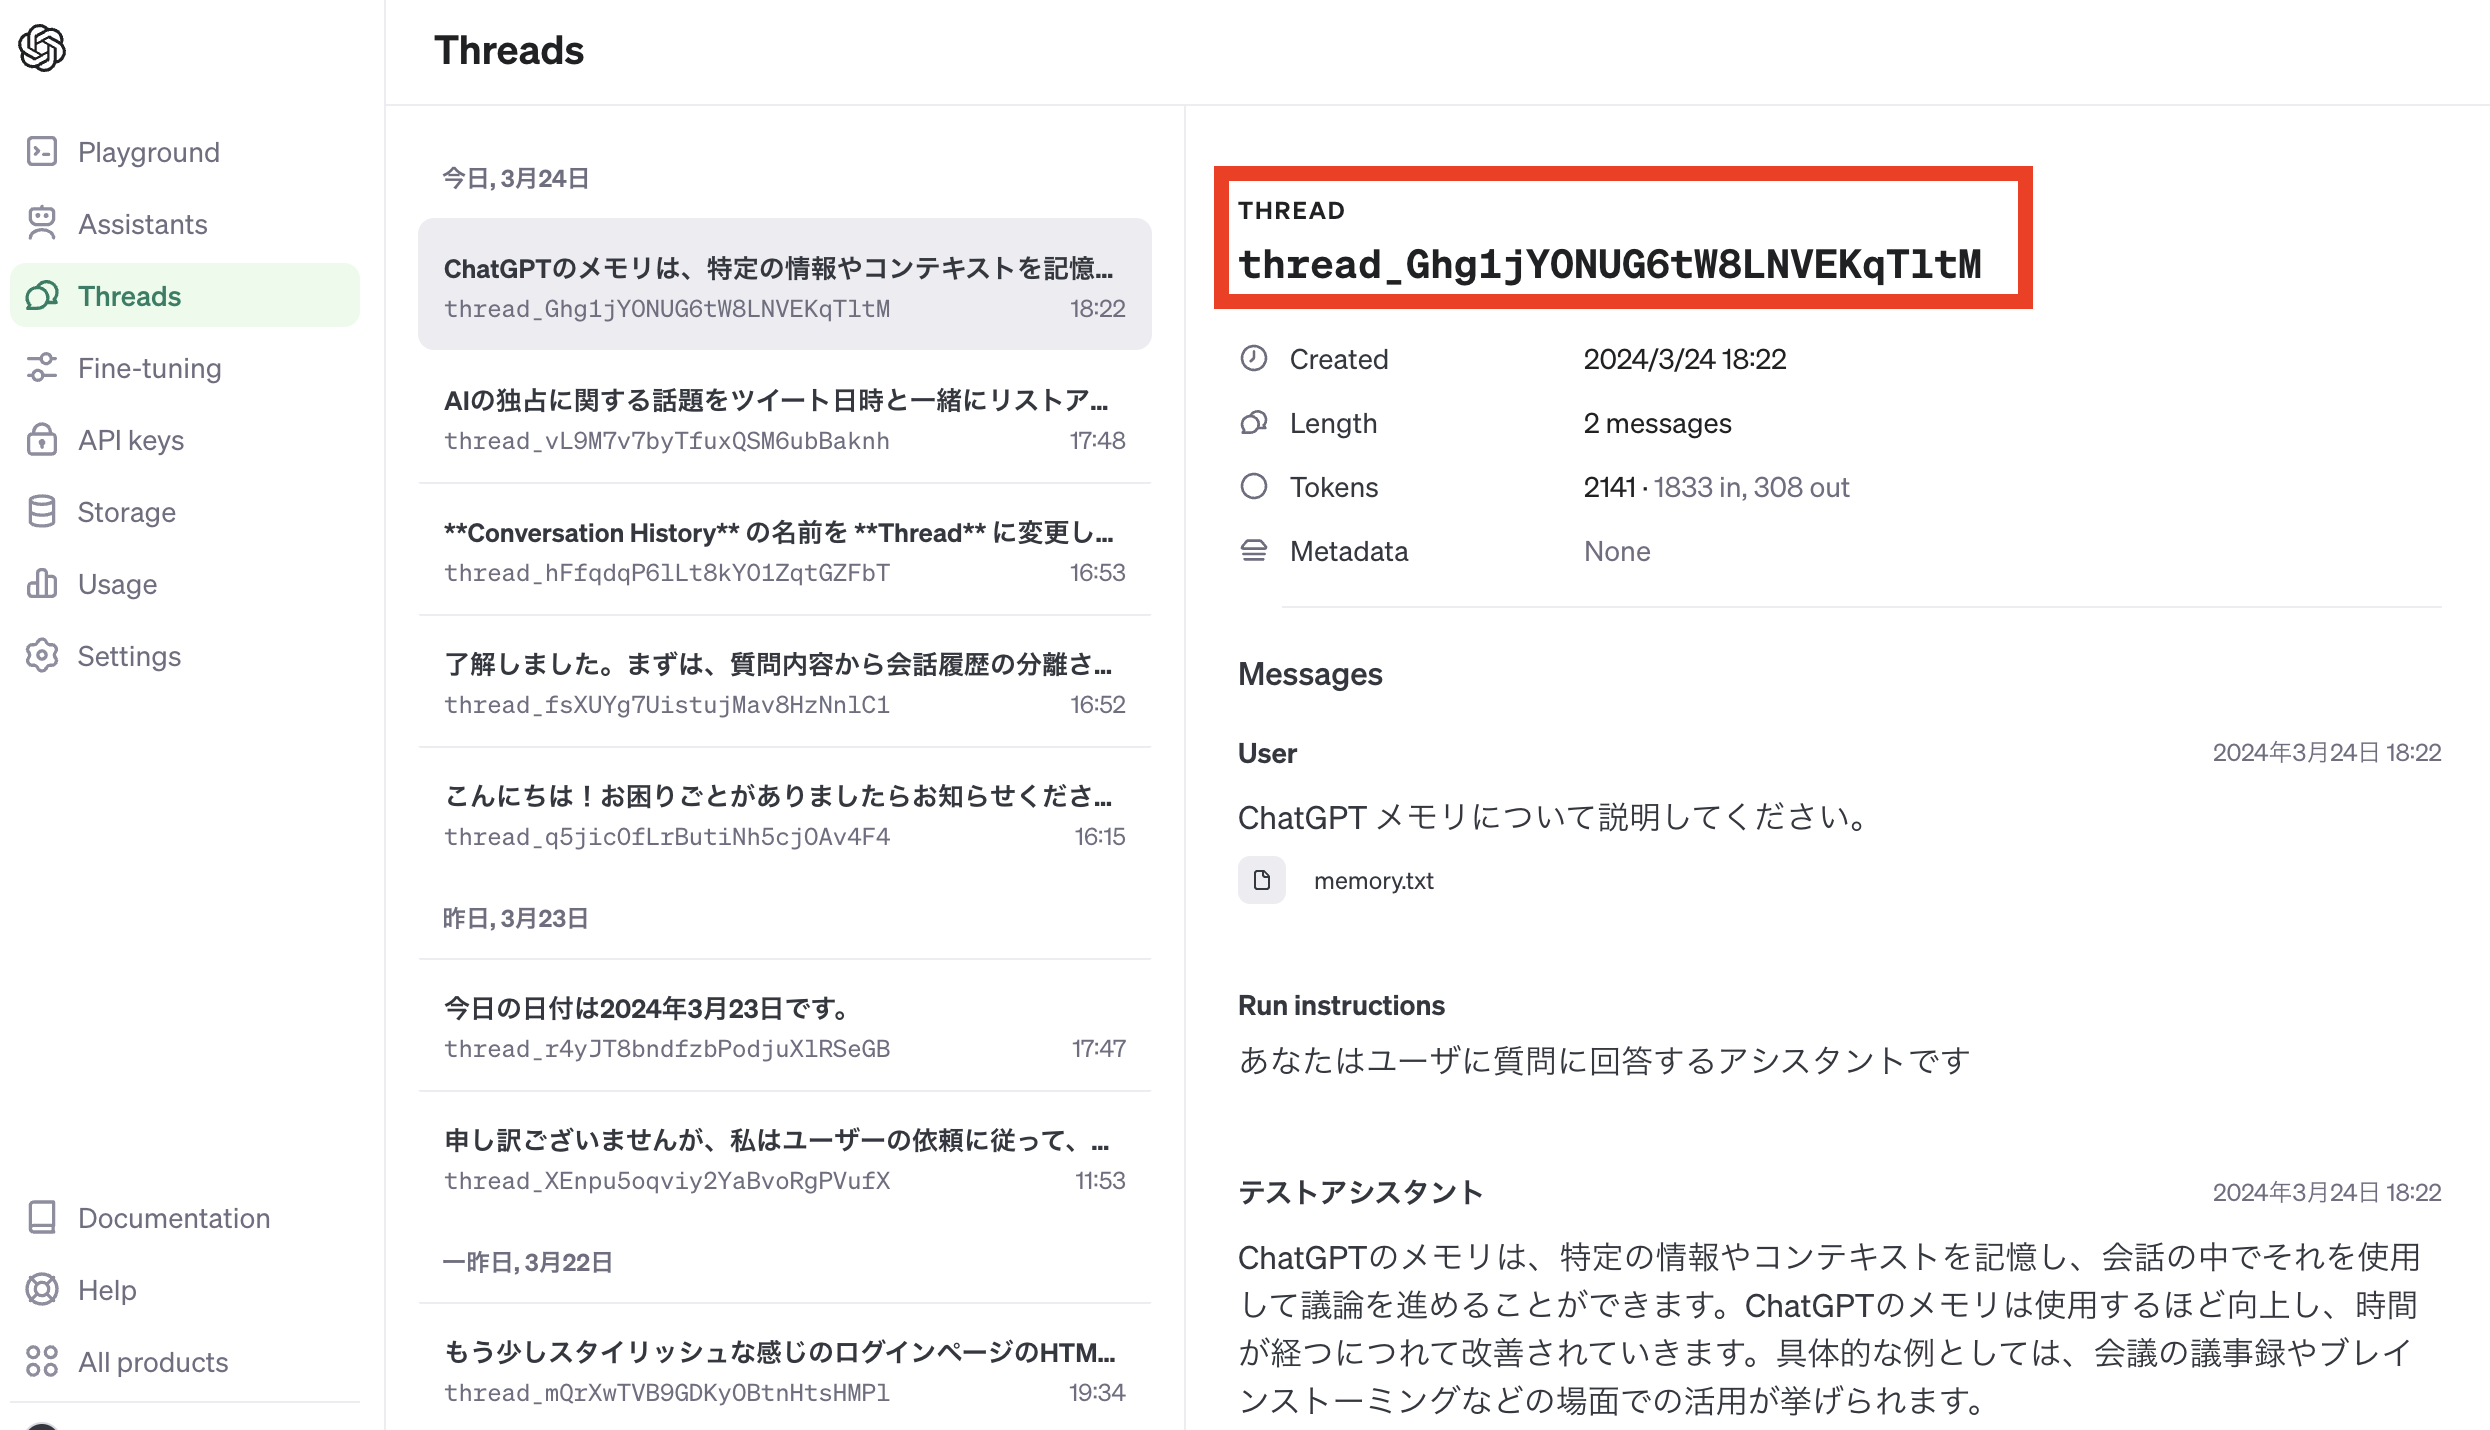 Threads
Playground
Assistants
Threads
Fine-tuning
API keys
Storage
Usage
Settings
Documentation
Help
All products
今日, 3月24日
ChatGPTのメモリは、特定の情報やコンテキストを記憶...
thread_Ghg1jYONUG6tW8LNVEKqTltM
18:22
AIの独占に関する話題をツイート日時と一緒にリストア...
thread_vL9M7v7byTfuxQSM6ubBaknh
17:48
**Conversation History** の名前を **Thread** に変更し...
thread_hFfqdqP6lLt8kYO1ZqtGZFbT
16:53
了解しました。まずは、質問内容から会話履歴の分離さ...
thread_fsXUYg7UistujMav8HzNnlC1
16:52
こんにちは！お困りごとがありましたらお知らせくださ...
thread_q5jicOfLrButiNh5cjOAv4F4
16:15
昨日, 3月23日
今日の日付は2024年3月23日です。
thread_r4yJT8bndfzbPodjuXlRSeGB
17:47
申し訳ございませんが、私はユーザーの依頼に従って、...
thread_XEnpu5oqviy2YaBvoRgPVufX
11:53
一昨日, 3月22日
もう少しスタイリッシュな感じのログインページのHTM...
thread_mQrXwTVB9GDKyOBtnHtsHMPl
19:34
THREAD
thread_Ghg1jYONUG6tW8LNVEKqTltM
Created 2024/3/24 18:22
Length 2 messages
Tokens 2141 · 1833 in, 308 out
Metadata None
Messages
User 2024年3月24日 18:22
ChatGPT メモリについて説明してください。
memory.txt
Run instructions
あなたはユーザに質問に回答するアシスタントです
テストアシスタント 2024年3月24日 18:22
ChatGPTのメモリは、特定の情報やコンテキストを記憶し、会話の中でそれを使用
して議論を進めることができます。ChatGPTのメモリは使用するほど向上し、時間
が経つにつれて改善されていきます。具体的な例としては、会議の議事録やブレイ
ンストーミングなどの場面での活用が挙げられます。